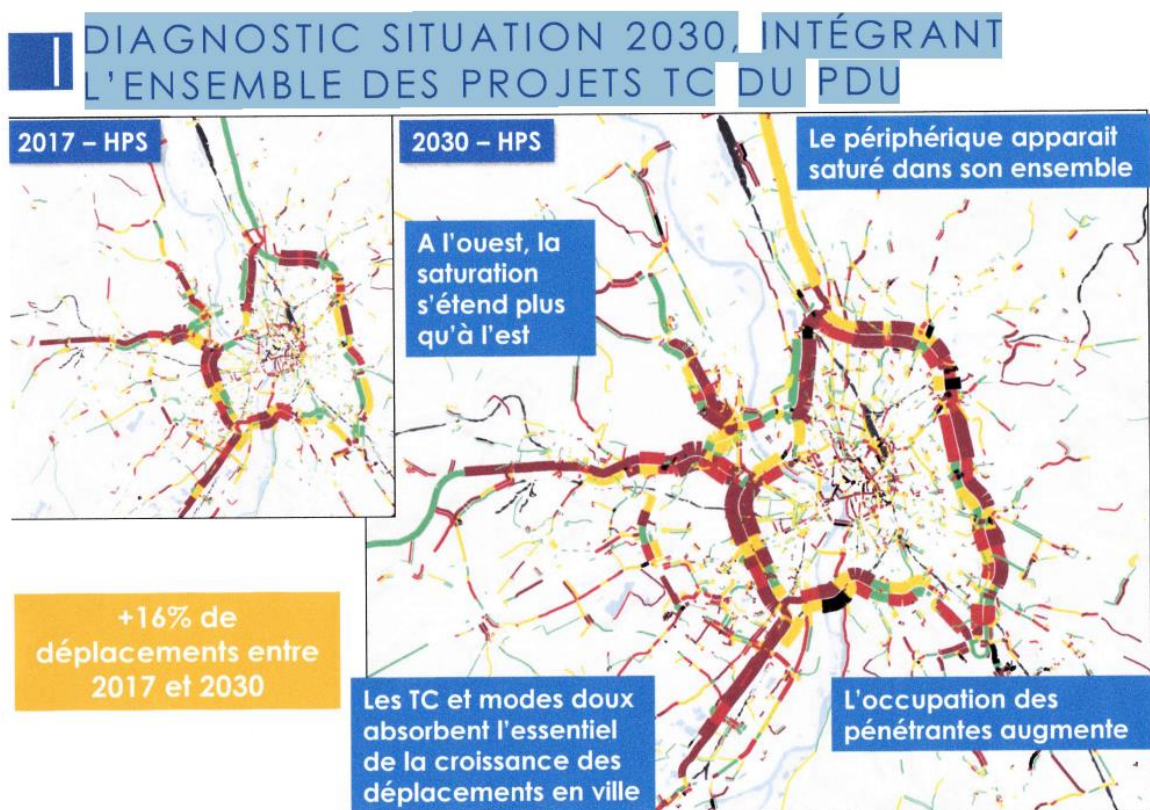 DIAGNOSTIC SITUATION 2030, INTÉGRANT
L'ENSEMBLE DES PROJETS TC DU PDU
2017 – HPS
2030 – HPS
Le périphérique apparait
saturé dans son ensemble
A l'ouest, la
saturation
s'étend plus
qu'à l'est
+16% de
déplacements entre
2017 et 2030
Les TC et modes doux
absorbent l'essentiel
de la croissance des
déplacements en ville
L'occupation des
pénétrantes augmente